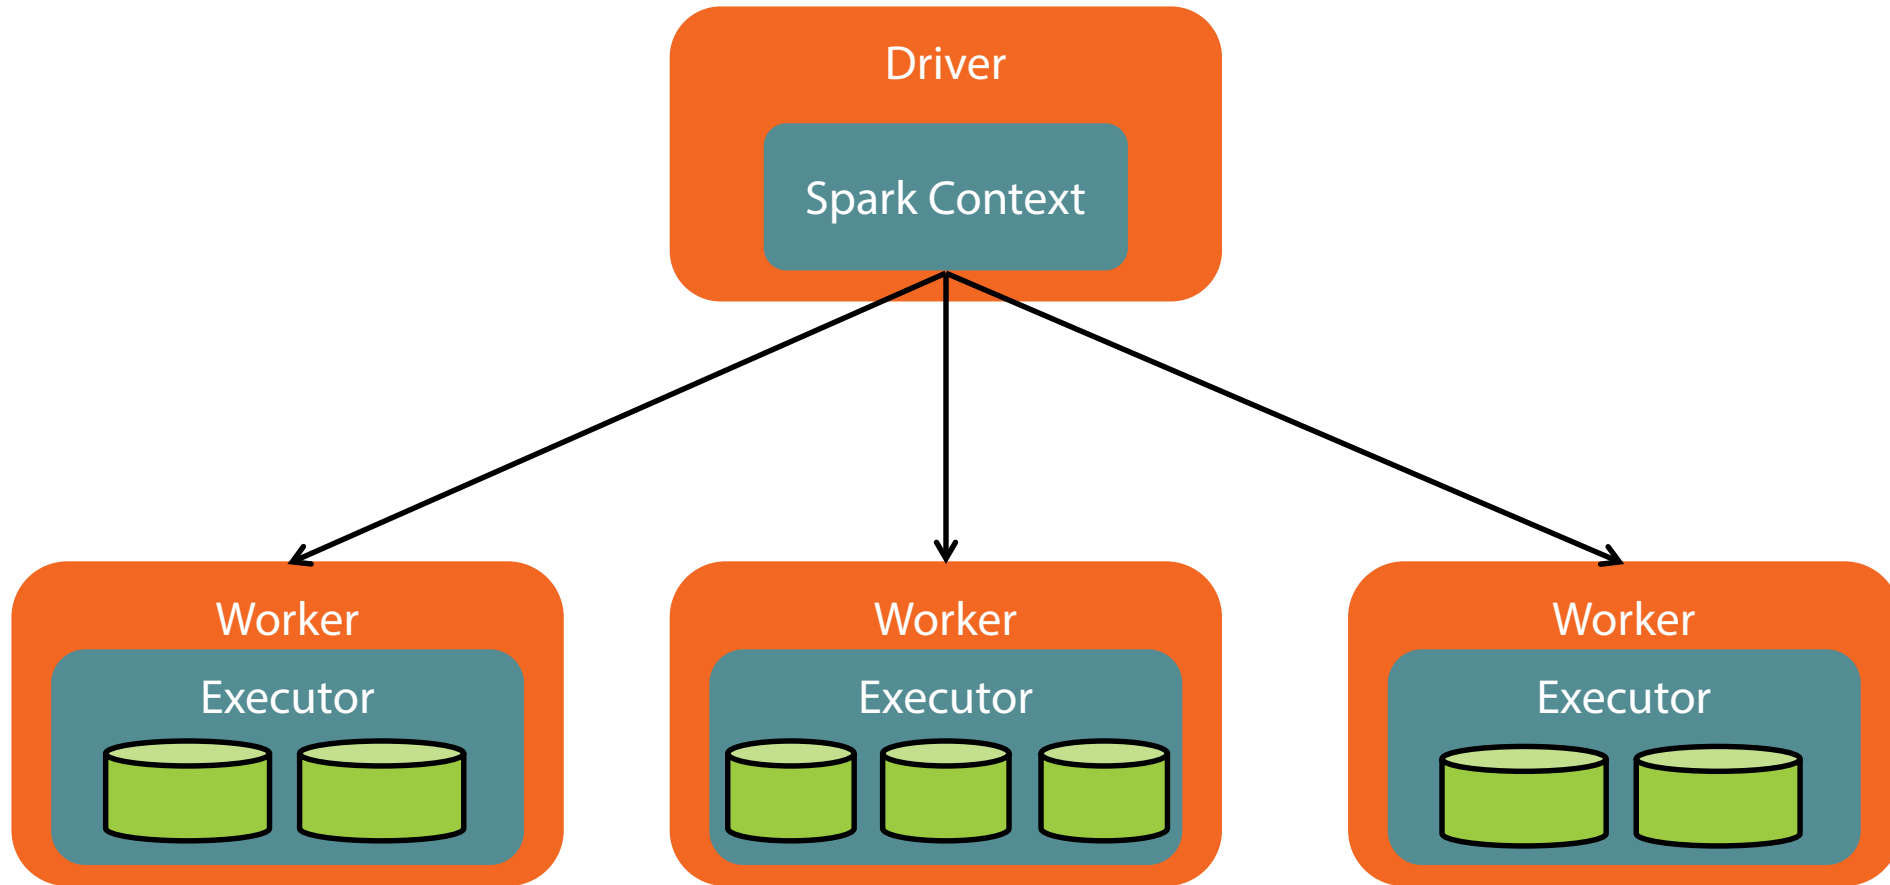 Driver
Spark Context
Worker
Worker
Worker
Executor
Executor
Executor